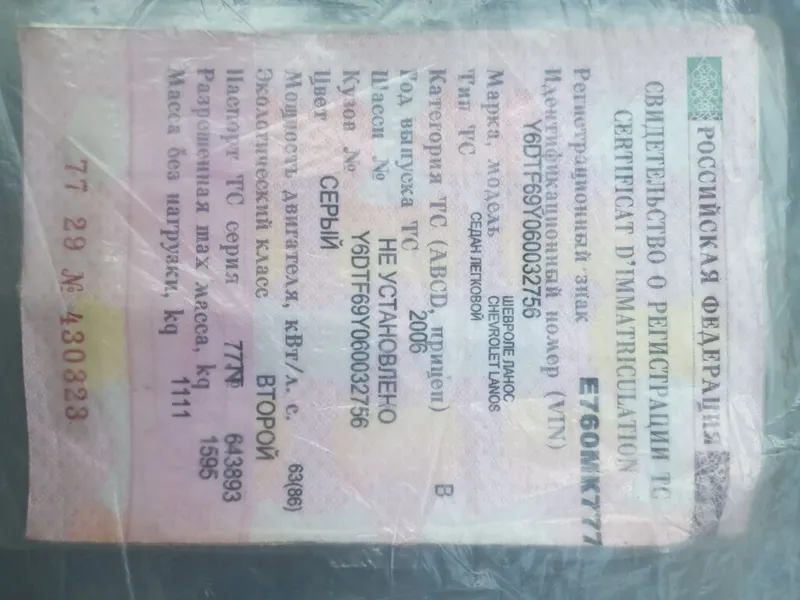 РОССИЙСКАЯ ФЕДЕРАЦИЯ
СВИДЕТЕЛЬСТВО О РЕГИСТРАЦИИ ТС
CERTIFICAT D'IMMATRICULATION
Регистрационный знак Е760МК777
Идентификационный номер (VIN)
Y6DTF69Y060032756
Марка, модель ШЕВРОЛЕ ЛАНОС
CHEVROLET LANOS
Тип ТС СЕДАН ЛЕГКОВОЙ
Категория ТС (ABCD, прицеп) B
Год выпуска ТС 2006
Шасси № НЕ УСТАНОВЛЕНО
Кузов № Y6DTF69Y060032756
Цвет СЕРЫЙ
Мощность двигателя, кВт/л. с. 63(86)
Экологический класс ВТОРОЙ
Паспорт ТС серия 77 № 643893
Разрешенная max масса, kg 1595
Масса без нагрузки, kg 1111
77 29 № 430323